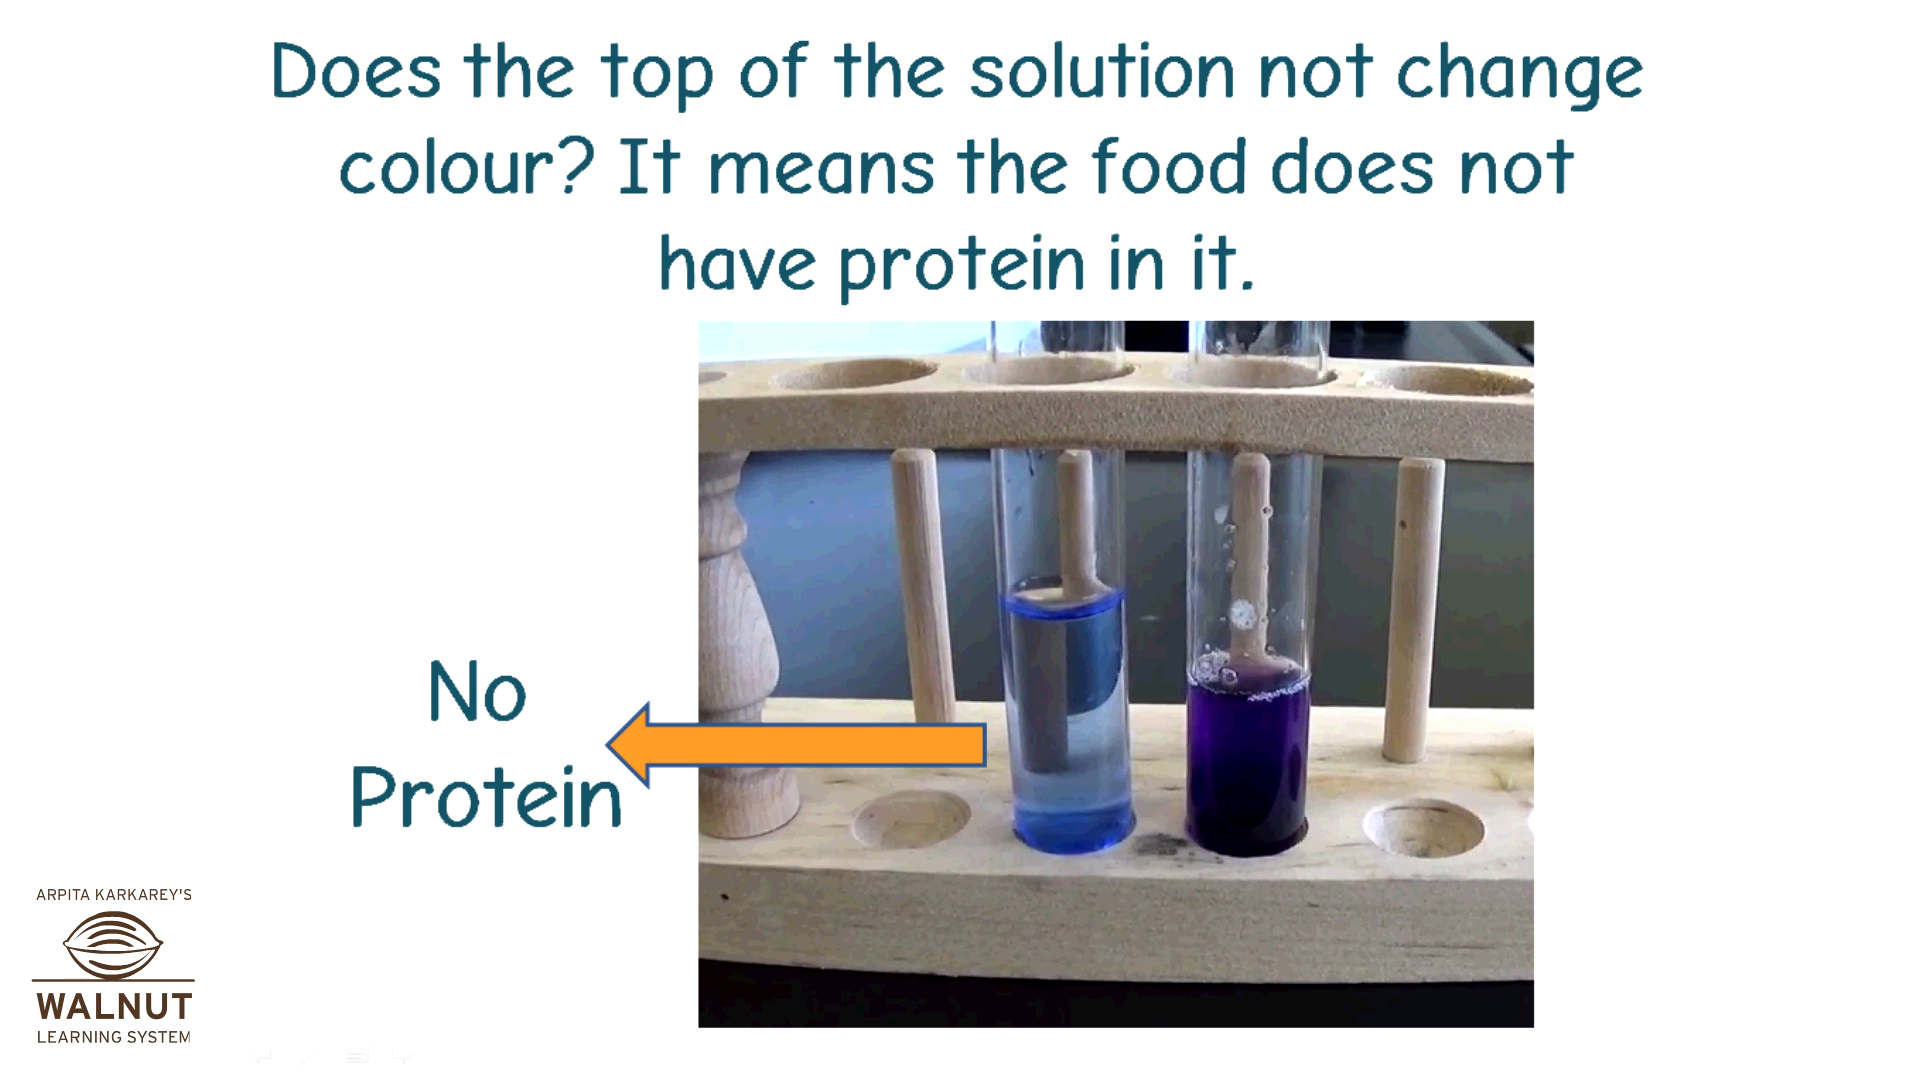 Does the top of the solution not change
colour? It means the food does not
have protein in it.
No
Protein
ARPITA KARKAREY'S
WALNUT
LEARNING SYSTEM